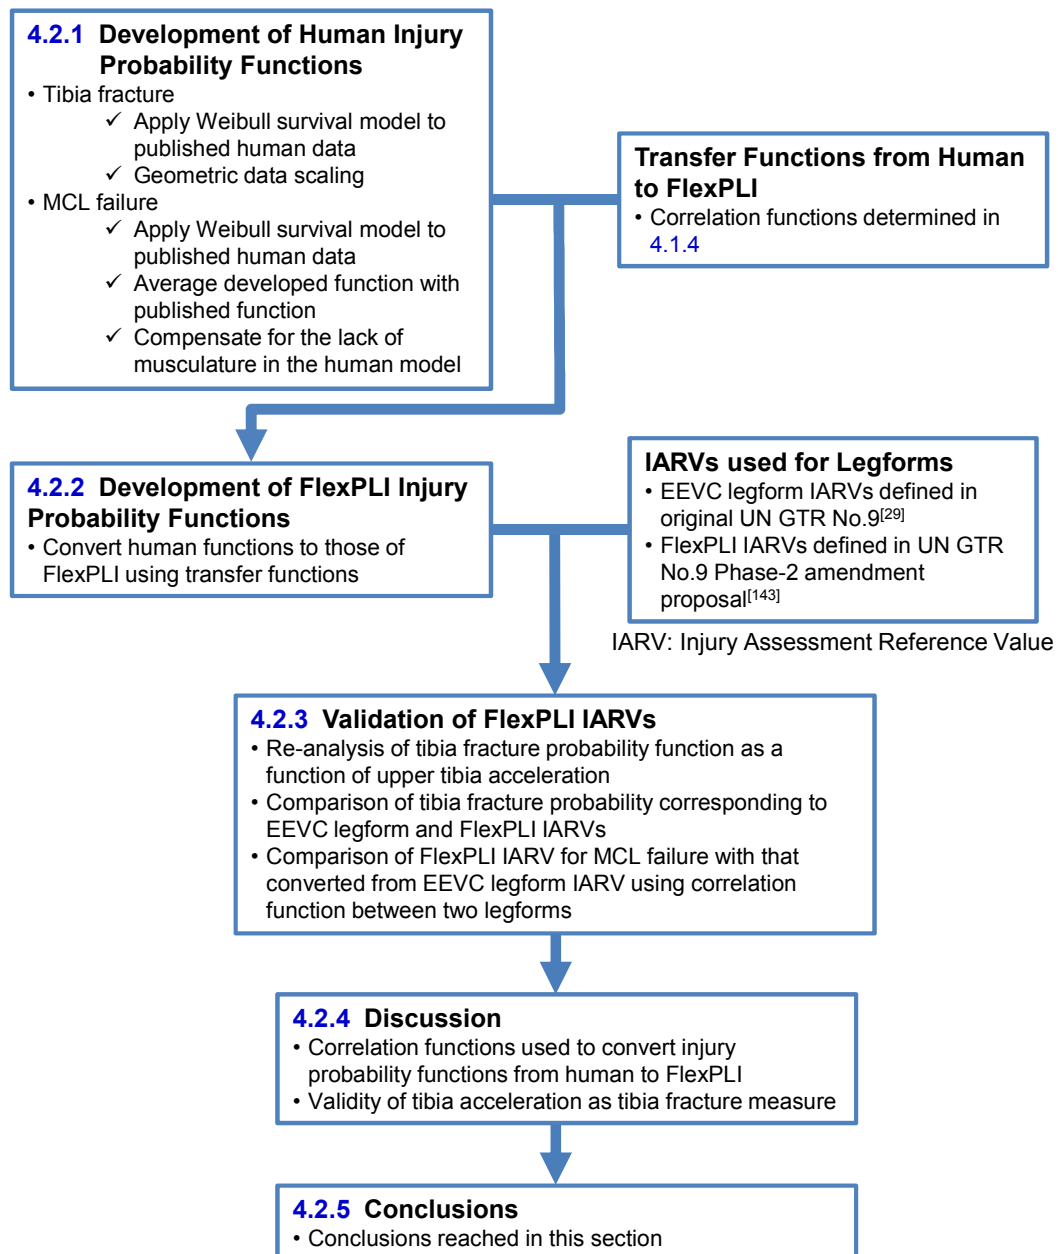 4.2.1 Development of Human Injury
Probability Functions
• Tibia fracture
✓ Apply Weibull survival model to
published human data
✓ Geometric data scaling
• MCL failure
✓ Apply Weibull survival model to
published human data
✓ Average developed function with
published function
✓ Compensate for the lack of
musculature in the human model
Transfer Functions from Human
to FlexPLI
• Correlation functions determined in
4.1.4
4.2.2 Development of FlexPLI Injury
Probability Functions
• Convert human functions to those of
FlexPLI using transfer functions
IARVs used for Legforms
• EEVC legform IARVs defined in
original UN GTR No.9[29]
• FlexPLI IARVs defined in UN GTR
No.9 Phase-2 amendment
proposal[143]
IARV: Injury Assessment Reference Value
4.2.3 Validation of FlexPLI IARVs
• Re-analysis of tibia fracture probability function as a
function of upper tibia acceleration
• Comparison of tibia fracture probability corresponding to
EEVC legform and FlexPLI IARVs
• Comparison of FlexPLI IARV for MCL failure with that
converted from EEVC legform IARV using correlation
function between two legforms
4.2.4 Discussion
• Correlation functions used to convert injury
probability functions from human to FlexPLI
• Validity of tibia acceleration as tibia fracture measure
4.2.5 Conclusions
• Conclusions reached in this section